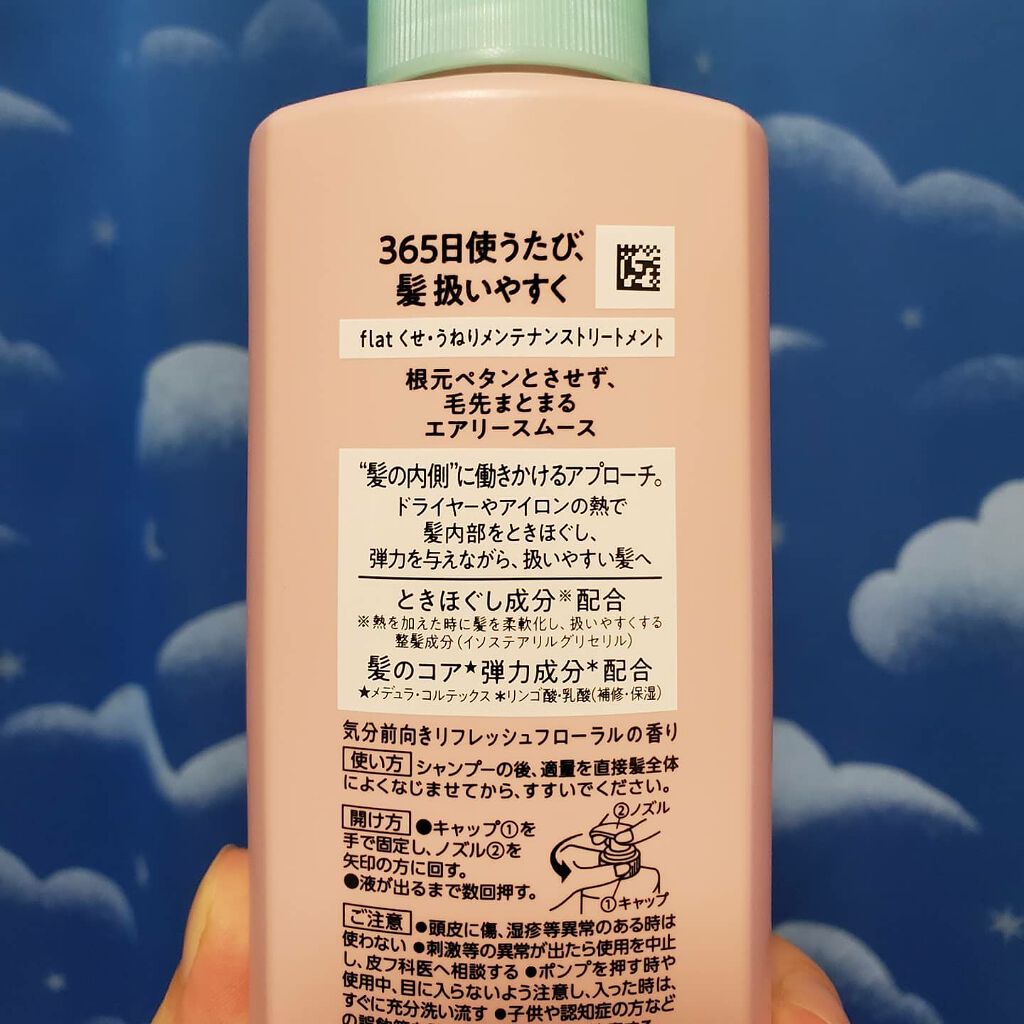 365日使うたび、
髪 扱いやすく
flat くせ・うねりメンテナンストリートメント
根元ペタンとさせず、
毛先まとまる
エアリースムース
“髪の内側”に働きかけるアプローチ。
ドライヤーやアイロンの熱で
髪内部をときほぐし、
弾力を与えながら、扱いやすい髪へ
ときほぐし成分※配合
※熱を加えた時に髪を柔軟化し、扱いやすくする
整髪成分(イソステアリルグリセリル)
髪のコア★弾力成分*配合
★メデュラ・コルテックス *リンゴ酸・乳酸(補修・保湿)
気分前向きリフレッシュフローラルの香り
使い方 シャンプーの後、適量を直接髪全体
によくなじませてから、すすいでください。
開け方 ●キャップ①を
手で固定し、ノズル②を
矢印の方に回す。
●液が出るまで数回押す。
②ノズル
①キャップ
ご注意 ●頭皮に傷、湿疹等異常のある時は
使わない ●刺激等の異常が出たら使用を中止
し、皮フ科医へ相談する ●ポンプを押す時や
使用中、目に入らないよう注意し、入った時は、
すぐに充分洗い流す ●子供や認知症の方など